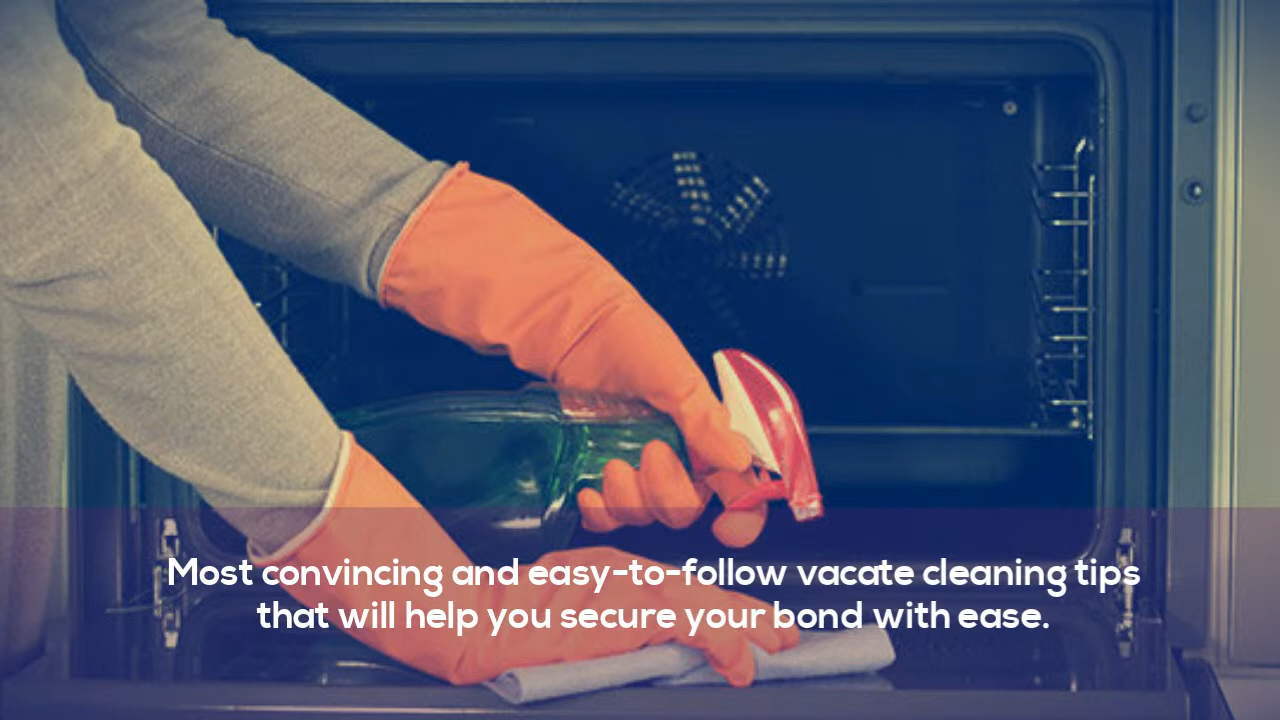 Most convincing and easy-to-follow vacate cleaning tips
that will help you secure your bond with ease.